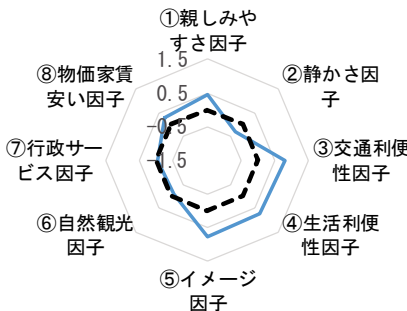 ①親しみや
すさ因子
②静かさ因
子
③交通利便
性因子
④生活利便
性因子
⑤イメージ
因子
⑥自然観光
因子
⑦行政サー
ビス因子
⑧物価家賃
安い因子
1.5
0.5
-0.5
-1.5